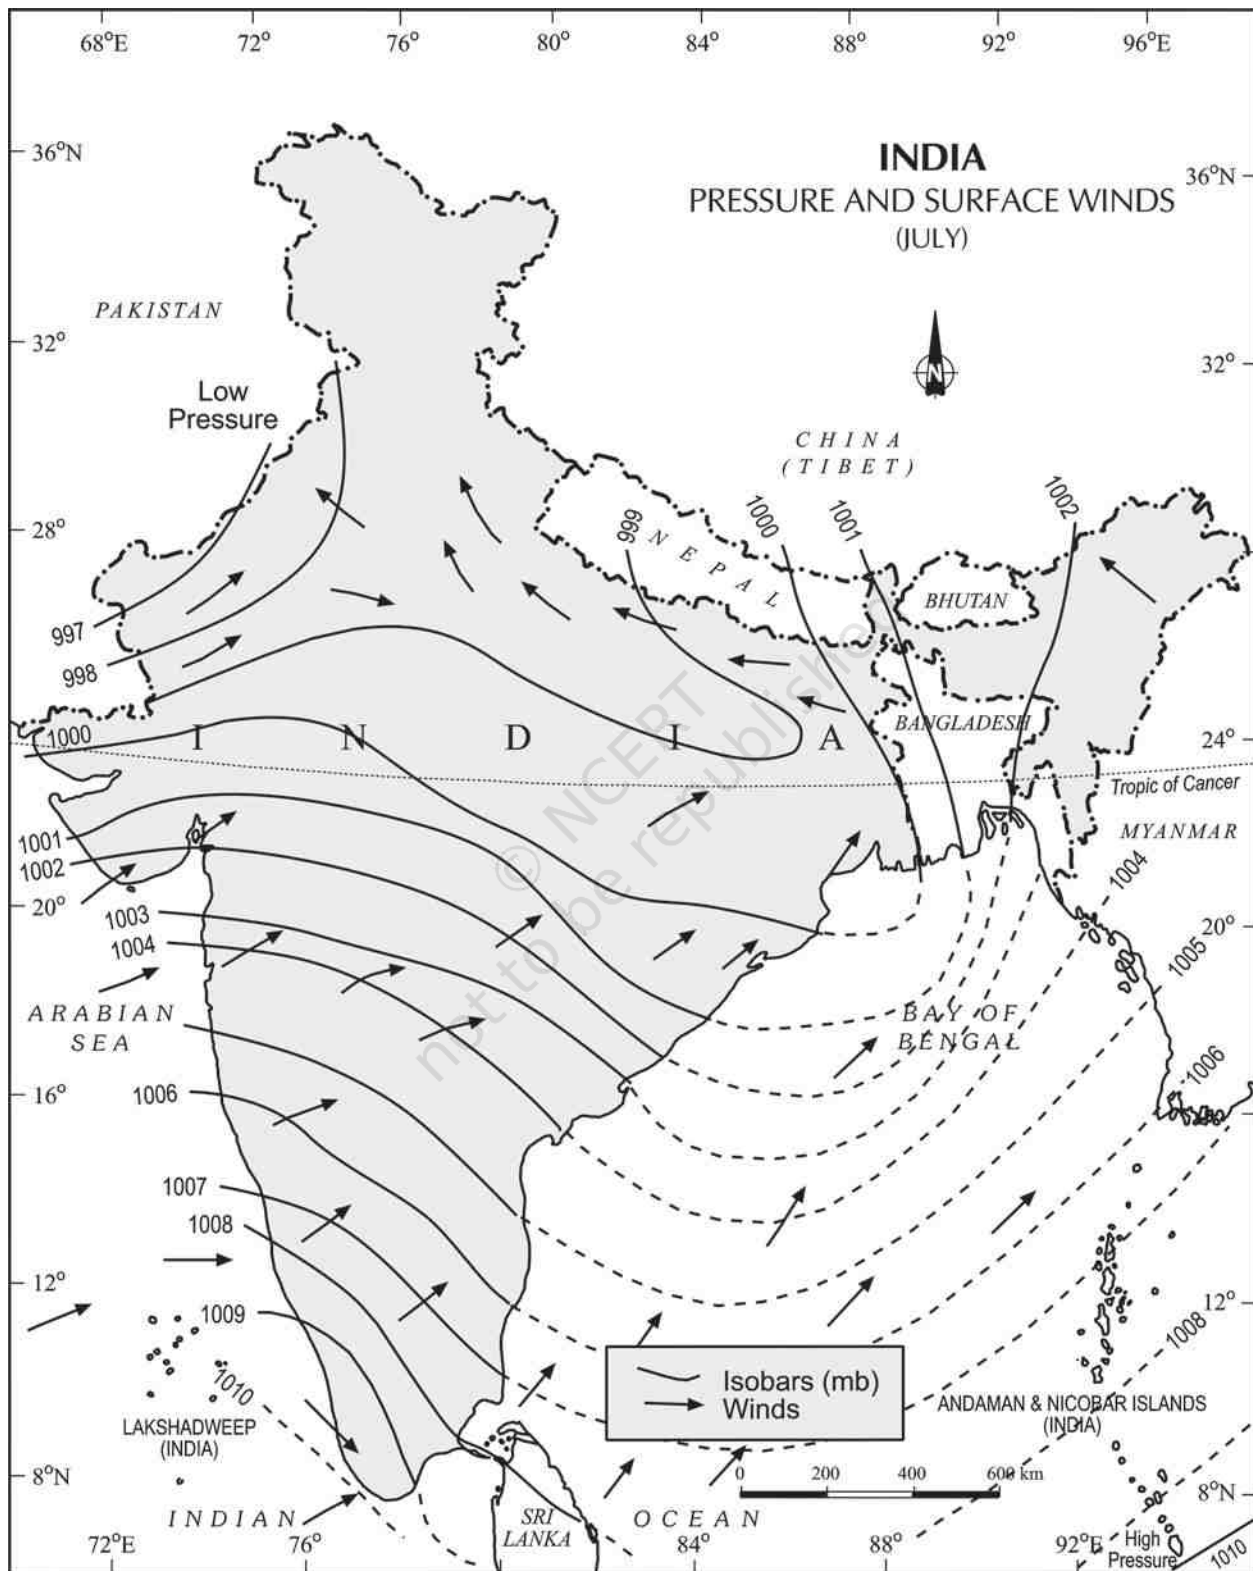 68°E 72° 76° 80° 84° 88° 92° 96°E
INDIA
PRESSURE AND SURFACE WINDS
(JULY)
36°N
36°N
PAKISTAN
32°
32°
N
Low
Pressure
CHINA
(TIBET)
1000
1001
1002
999
NEPAL
28°
28°
BHUTAN
997
998
1000
INDIA
BANGLADESH
24°
Tropic of Cancer
MYANMAR
1001
1002
1003
1004
20°
1004
20°
1005
ARABIAN
SEA
BAY OF
BENGAL
1006
16°
1006
1007
1008
12°
12°
1009
1008
1010
Isobars (mb)
Winds
LAKSHADWEEP
(INDIA)
ANDAMAN & NICOBAR ISLANDS
(INDIA)
8°N
0 200 400 600 km
8°N
INDIAN
SRI
LANKA
OCEAN
High
Pressure
1010
72°E 76° 84° 88° 92°E
© NCERT
not to be republished